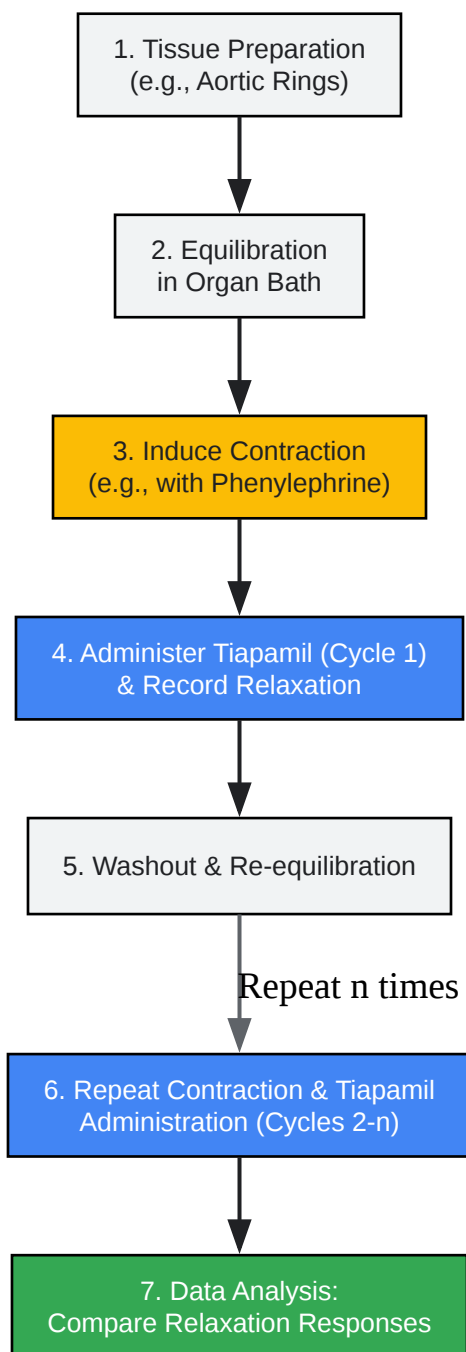 1. Tissue Preparation
(e.g., Aortic Rings)
2. Equilibration
in Organ Bath
3. Induce Contraction
(e.g., with Phenylephrine)
4. Administer Tiapamil (Cycle 1)
& Record Relaxation
5. Washout & Re-equilibration
Repeat n times
6. Repeat Contraction & Tiapamil
Administration (Cycles 2-n)
7. Data Analysis:
Compare Relaxation Responses